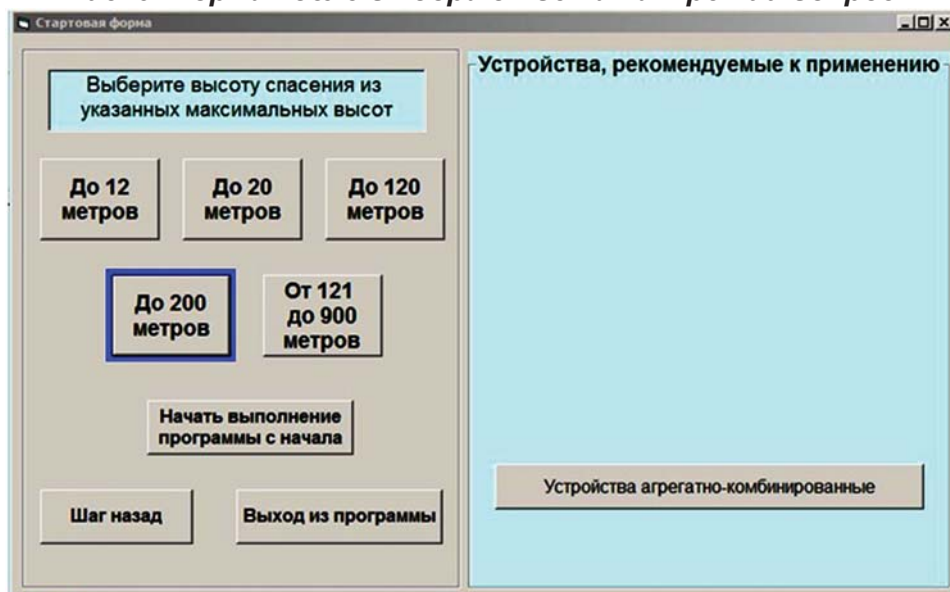 Стартовая форма
Выберите высоту спасения из
указанных максимальных высот
До 12
метров
До 20
метров
До 120
метров
До 200
метров
От 121
до 900
метров
Начать выполнение
программы с начала
Шаг назад
Выход из программы
Устройства, рекомендуемые к применению
Устройства агрегатно-комбинированные